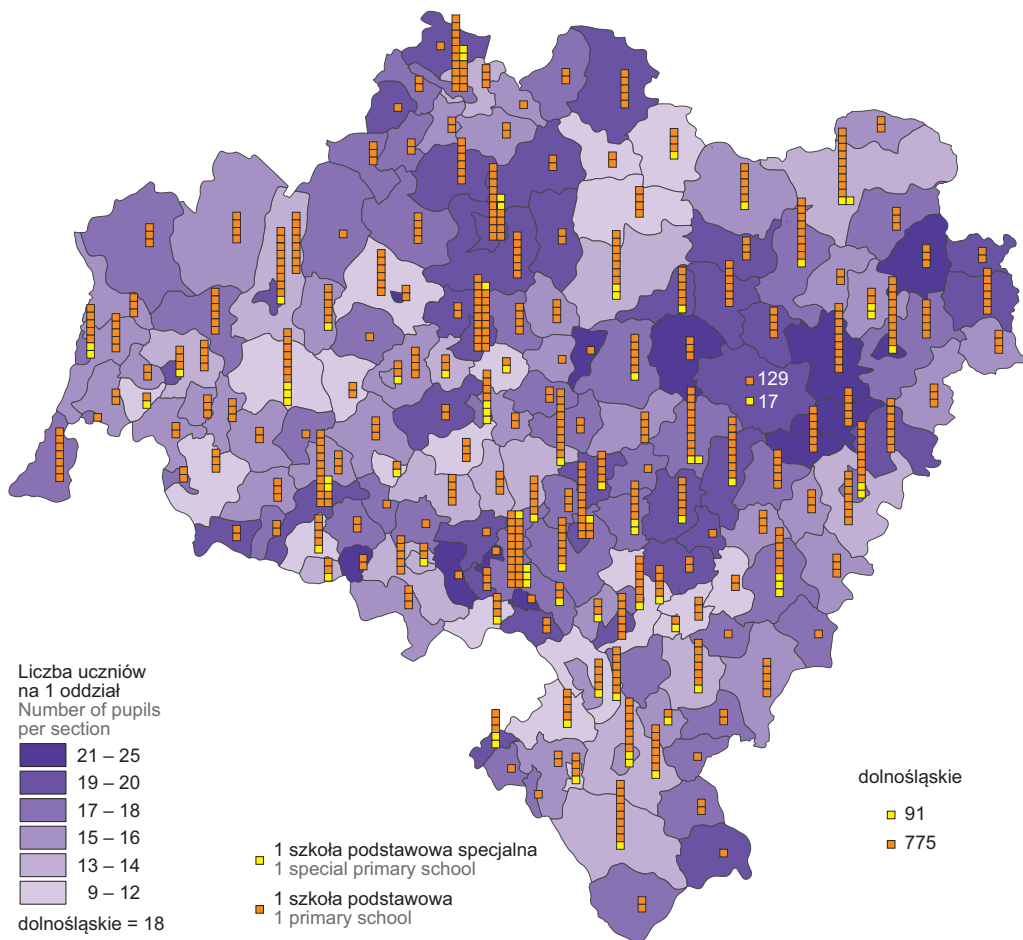 129
17
Liczba uczniów
na 1 oddział
Number of pupils
per section
21 – 25
19 – 20
17 – 18
15 – 16
13 – 14
9 – 12
dolnośląskie = 18
1 szkoła podstawowa specjalna
1 special primary school
1 szkoła podstawowa
1 primary school
dolnośląskie
91
775